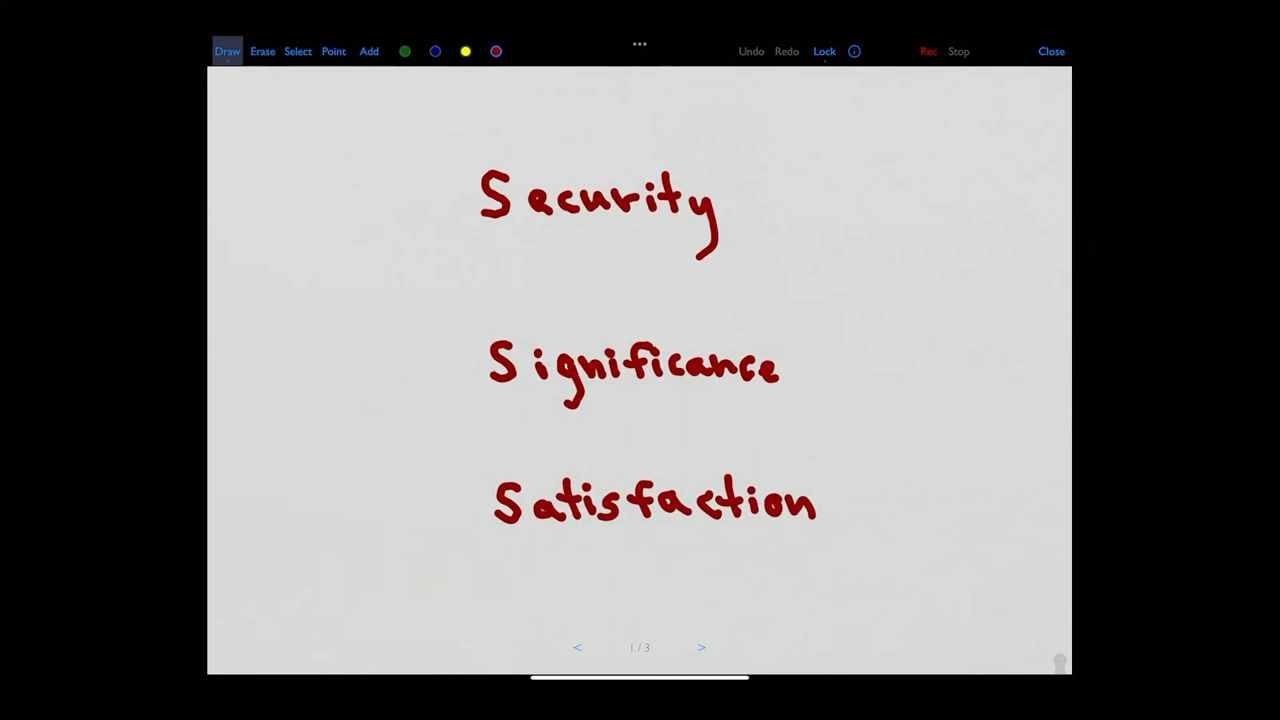 Draw Erase Select Point Add ... Undo Redo Lock Rec Stop Close
Security
Significance
Satisfaction
< 1/3 >